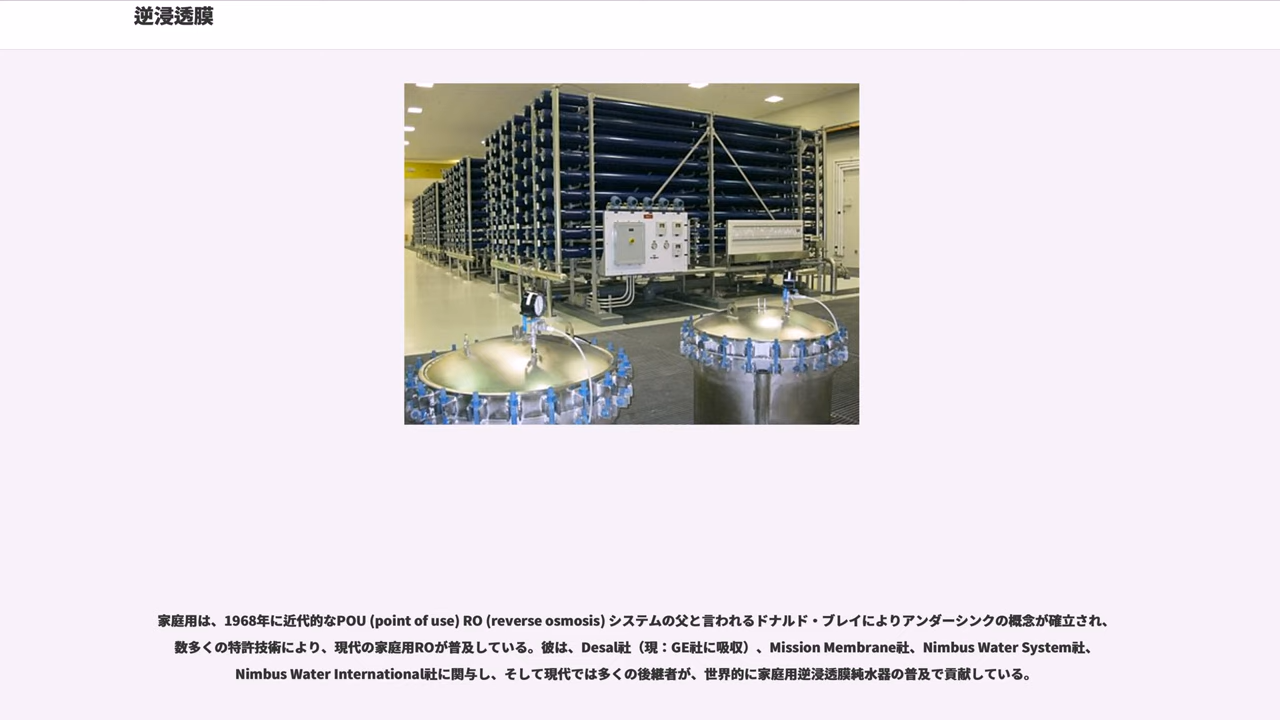 逆浸透膜
家庭用は、1968年に近代的なPOU (point of use) RO (reverse osmosis) システムの父と言われるドナルド・ブレイによりアンダーシンクの概念が確立され、
数多くの特許技術により、現代の家庭用ROが普及している。彼は、Desal社（現：GE社に吸収）、Mission Membrane社、Nimbus Water System社、
Nimbus Water International社に関与し、そして現代では多くの後継者が、世界的に家庭用逆浸透膜純水器の普及で貢献している。